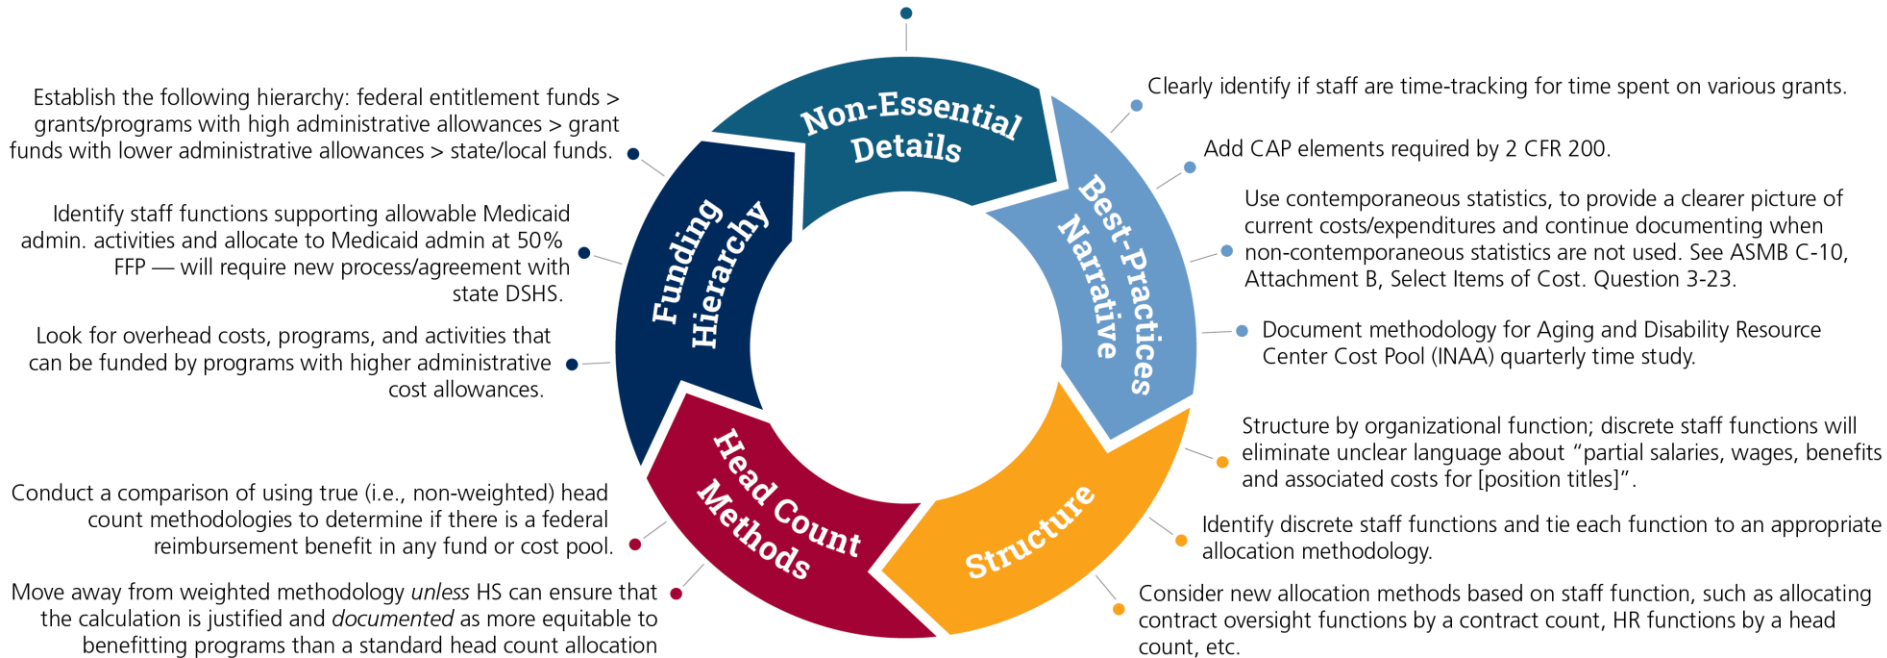 Non-Essential
Details
Best-Practices
Narrative
Clearly identify if staff are time-tracking for time spent on various grants.
Add CAP elements required by 2 CFR 200.
Use contemporaneous statistics, to provide a clearer picture of
current costs/expenditures and continue documenting when
non-contemporaneous statistics are not used. See ASMB C-10,
Attachment B, Select Items of Cost. Question 3-23.
Document methodology for Aging and Disability Resource
Center Cost Pool (INAA) quarterly time study.
Structure
Structure by organizational function; discrete staff functions will
eliminate unclear language about “partial salaries, wages, benefits
and associated costs for [position titles]”.
Identify discrete staff functions and tie each function to an appropriate
allocation methodology.
Consider new allocation methods based on staff function, such as allocating
contract oversight functions by a contract count, HR functions by a head
count, etc.
Head Count
Methods
Conduct a comparison of using true (i.e., non-weighted) head
count methodologies to determine if there is a federal
reimbursement benefit in any fund or cost pool.
Move away from weighted methodology unless HS can ensure that
the calculation is justified and documented as more equitable to
benefitting programs than a standard head count allocation
Funding
Hierarchy
Establish the following hierarchy: federal entitlement funds >
grants/programs with high administrative allowances > grant
funds with lower administrative allowances > state/local funds.
Identify staff functions supporting allowable Medicaid
admin. activities and allocate to Medicaid admin at 50%
FFP — will require new process/agreement with
state DSHS.
Look for overhead costs, programs, and activities that
can be funded by programs with higher administrative
cost allowances.